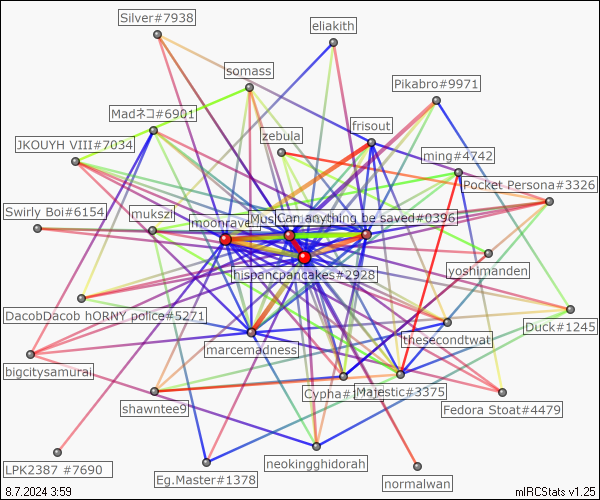 Silver#7938
eliakith
somass
Pikabro#9971
Madネコ#6901
frisout
zebula
JKOUYH VIII#7034
ming#4742
Pocket Persona#3326
Swirly Boi#6154
mukszi
moonravel
Can anything be saved#0396
yoshimanden
hispancpancakes#2928
DacobDacob hORNY police#5271
Duck#1245
thesecondtwat
marcemadness
bigcitysamurai
Majestic#3375
shawntee9
Fedora Stoat#4479
neokingghidorah
LPK2387 #7690
Eg.Master#1378
normalwan
8.7.2024 3:59
mIRCStats v1.25